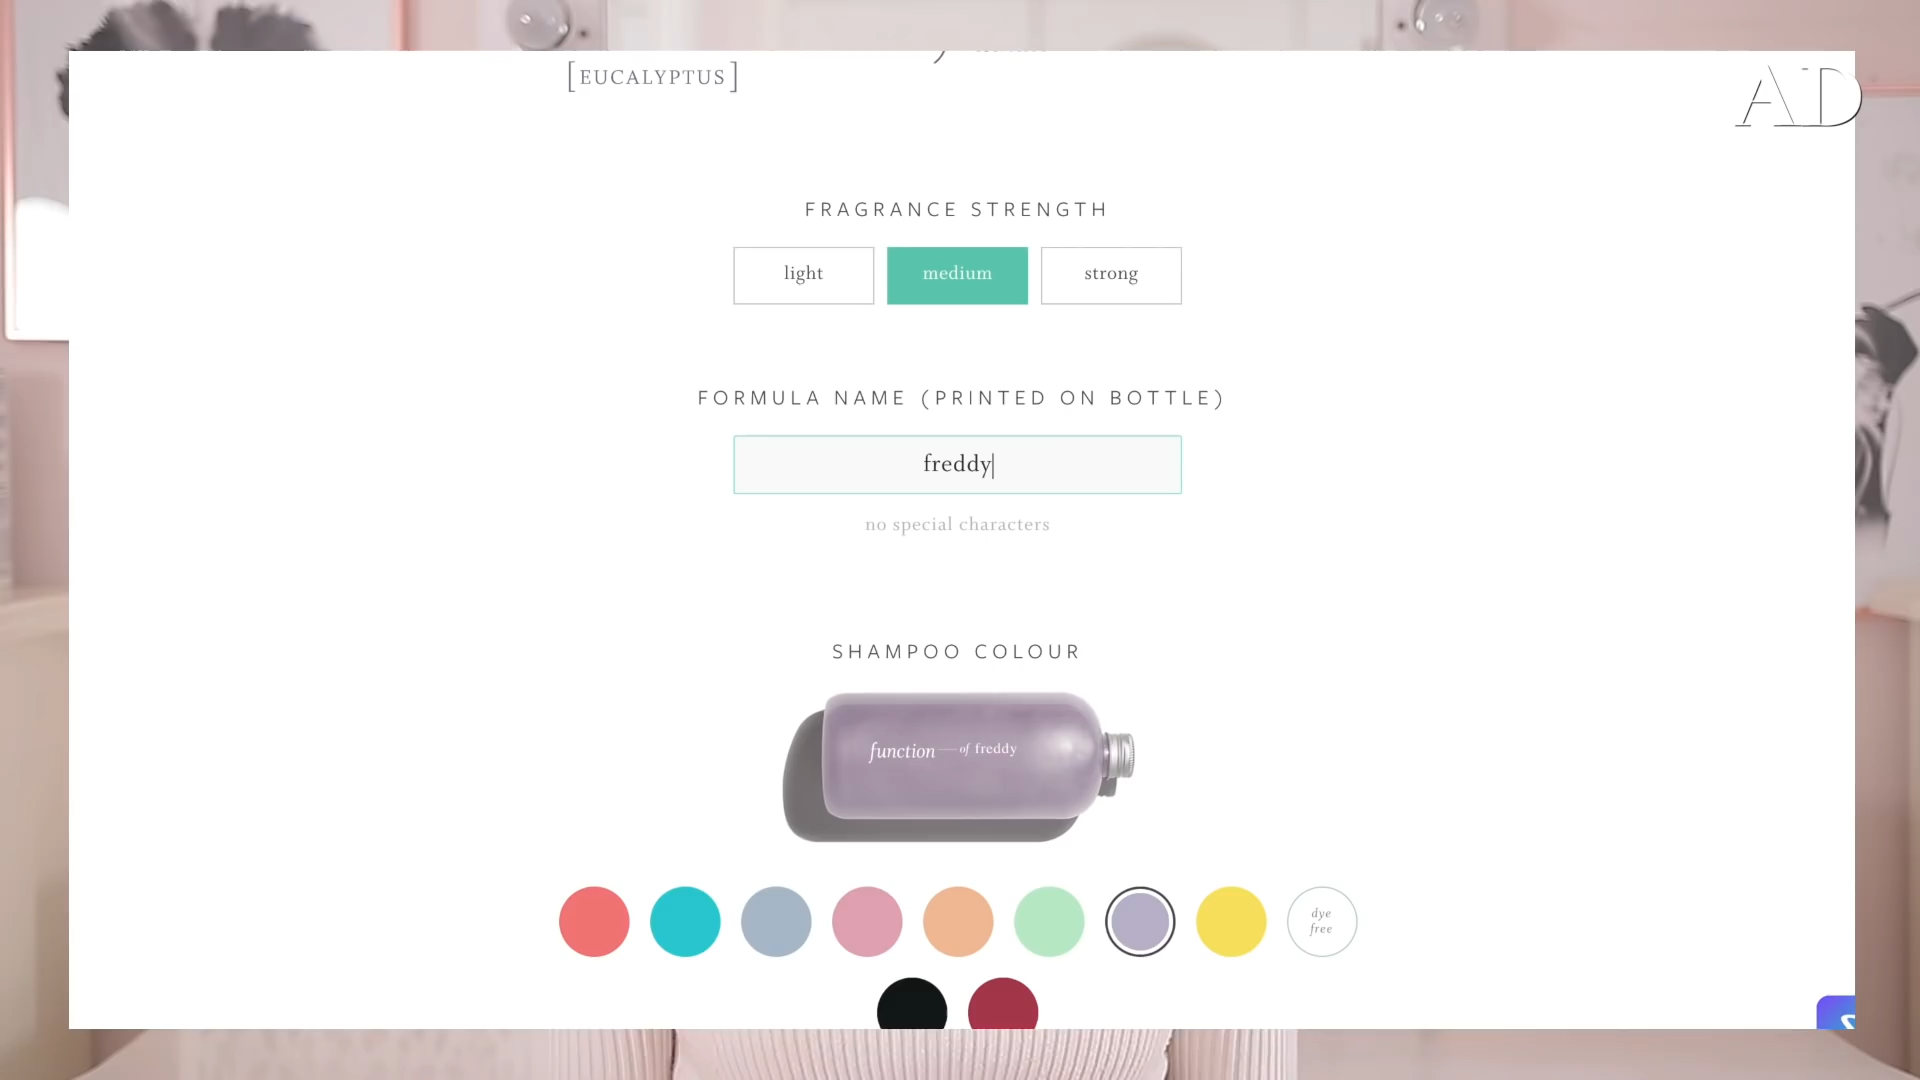 [EUCALYPTUS]
AD
FRAGRANCE STRENGTH
light medium strong
FORMULA NAME (PRINTED ON BOTTLE)
freddy
no special characters
SHAMPOO COLOUR
function of freddy
dye
free